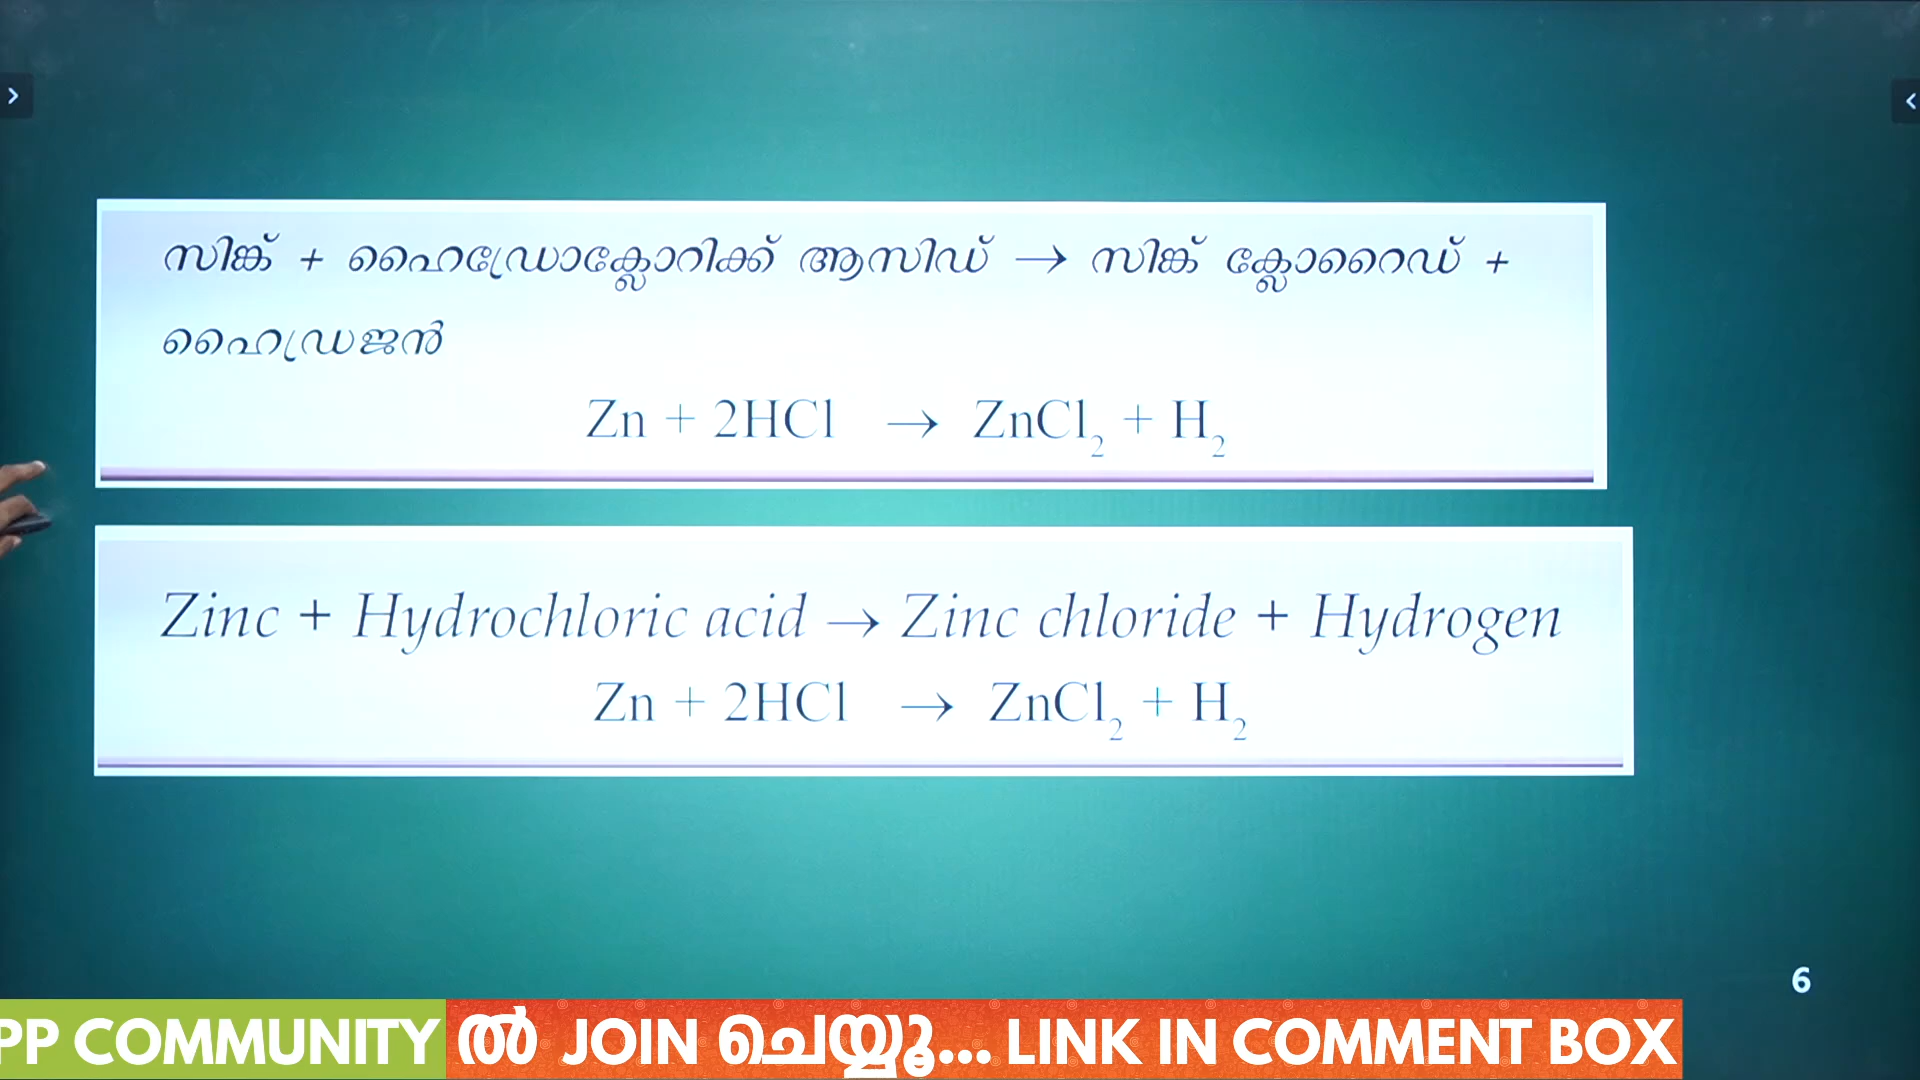 സിങ്ക് + ഹൈഡ്രോക്ലോറിക്ക് ആസിഡ് → സിങ്ക് ക്ലോറൈഡ് +
ഹൈഡ്രജൻ
Zn + 2HCl → ZnCl₂ + H₂
Zinc + Hydrochloric acid → Zinc chloride + Hydrogen
Zn + 2HCl → ZnCl₂ + H₂
6
PP COMMUNITY ൽ JOIN ചെയ്യൂ... LINK IN COMMENT BOX